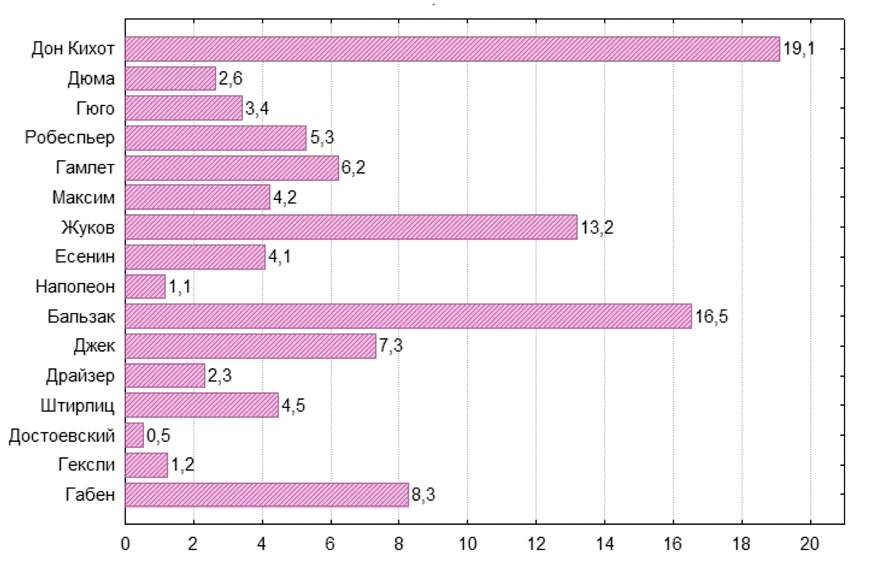 Дон Кихот 19,1
Дюма 2,6
Гюго 3,4
Робеспьер 5,3
Гамлет 6,2
Максим 4,2
Жуков 13,2
Есенин 4,1
Наполеон 1,1
Бальзак 16,5
Джек 7,3
Драйзер 2,3
Штирлиц 4,5
Достоевский 0,5
Гексли 1,2
Габен 8,3
0 2 4 6 8 10 12 14 16 18 20